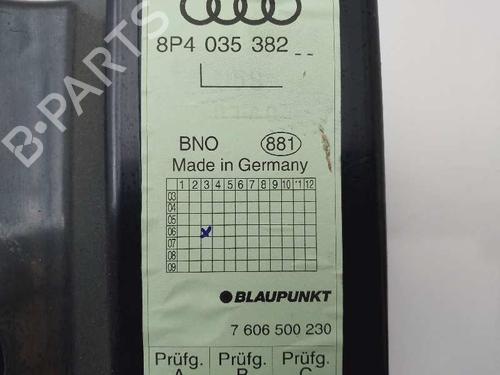 8P4 035 382 _ _
BNO 881
Made in Germany
1 2 3 4 5 6 7 8 9 10 11 12
03
04
05
06
07
08
09
BLAUPUNKT
7 606 500 230
Prüfg. Prüfg. Prüfg.
A B C